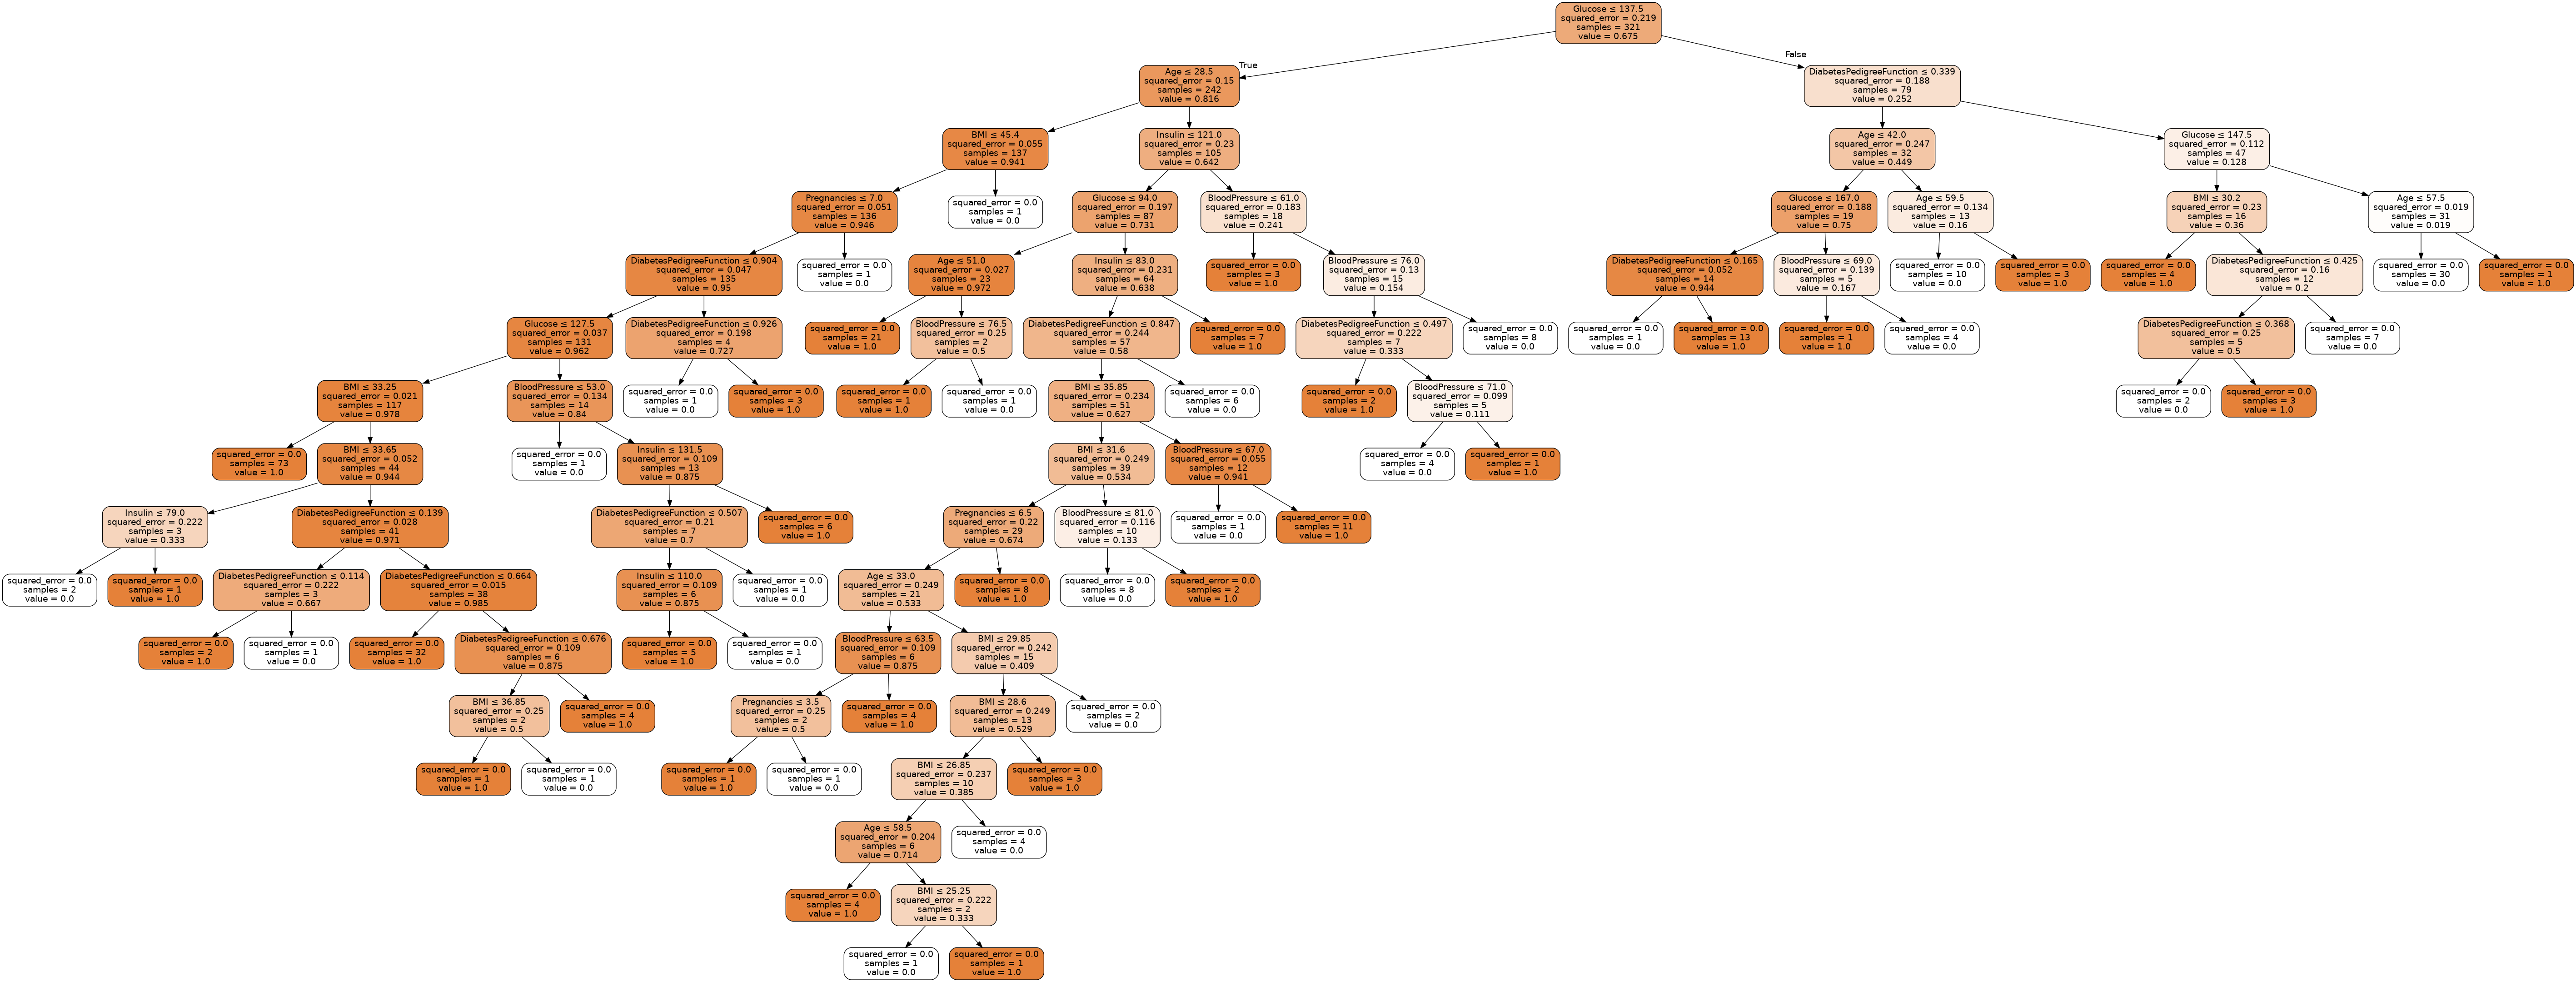 Glucose ≤ 137.5
squared_error = 0.219
samples = 321
value = 0.675
True
False
Age ≤ 28.5
squared_error = 0.15
samples = 242
value = 0.816
DiabetesPedigreeFunction ≤ 0.339
squared_error = 0.188
samples = 79
value = 0.252
BMI ≤ 45.4
squared_error = 0.055
samples = 137
value = 0.941
Insulin ≤ 121.0
squared_error = 0.23
samples = 105
value = 0.642
Age ≤ 42.0
squared_error = 0.247
samples = 32
value = 0.449
Glucose ≤ 147.5
squared_error = 0.112
samples = 47
value = 0.128
Pregnancies ≤ 7.0
squared_error = 0.051
samples = 136
value = 0.946
squared_error = 0.0
samples = 1
value = 0.0
Glucose ≤ 94.0
squared_error = 0.197
samples = 87
value = 0.731
BloodPressure ≤ 61.0
squared_error = 0.183
samples = 18
value = 0.241
Glucose ≤ 167.0
squared_error = 0.188
samples = 19
value = 0.75
Age ≤ 59.5
squared_error = 0.134
samples = 13
value = 0.16
BMI ≤ 30.2
squared_error = 0.23
samples = 16
value = 0.36
Age ≤ 57.5
squared_error = 0.019
samples = 31
value = 0.019
DiabetesPedigreeFunction ≤ 0.904
squared_error = 0.047
samples = 135
value = 0.95
squared_error = 0.0
samples = 1
value = 0.0
Age ≤ 51.0
squared_error = 0.027
samples = 23
value = 0.972
Insulin ≤ 83.0
squared_error = 0.231
samples = 64
value = 0.638
squared_error = 0.0
samples = 3
value = 1.0
BloodPressure ≤ 76.0
squared_error = 0.13
samples = 15
value = 0.154
DiabetesPedigreeFunction ≤ 0.165
squared_error = 0.052
samples = 14
value = 0.944
BloodPressure ≤ 69.0
squared_error = 0.139
samples = 5
value = 0.167
squared_error = 0.0
samples = 10
value = 0.0
squared_error = 0.0
samples = 3
value = 1.0
squared_error = 0.0
samples = 4
value = 1.0
DiabetesPedigreeFunction ≤ 0.425
squared_error = 0.16
samples = 12
value = 0.2
squared_error = 0.0
samples = 30
value = 0.0
squared_error = 0.0
samples = 1
value = 1.0
Glucose ≤ 127.5
squared_error = 0.037
samples = 131
value = 0.962
DiabetesPedigreeFunction ≤ 0.926
squared_error = 0.198
samples = 4
value = 0.727
squared_error = 0.0
samples = 21
value = 1.0
BloodPressure ≤ 76.5
squared_error = 0.25
samples = 2
value = 0.5
DiabetesPedigreeFunction ≤ 0.847
squared_error = 0.244
samples = 57
value = 0.58
squared_error = 0.0
samples = 7
value = 1.0
DiabetesPedigreeFunction ≤ 0.497
squared_error = 0.222
samples = 7
value = 0.333
squared_error = 0.0
samples = 8
value = 0.0
squared_error = 0.0
samples = 1
value = 0.0
squared_error = 0.0
samples = 13
value = 1.0
squared_error = 0.0
samples = 1
value = 1.0
squared_error = 0.0
samples = 4
value = 0.0
DiabetesPedigreeFunction ≤ 0.368
squared_error = 0.25
samples = 5
value = 0.5
squared_error = 0.0
samples = 7
value = 0.0
BMI ≤ 33.25
squared_error = 0.021
samples = 117
value = 0.978
BloodPressure ≤ 53.0
squared_error = 0.134
samples = 14
value = 0.84
squared_error = 0.0
samples = 1
value = 0.0
squared_error = 0.0
samples = 3
value = 1.0
squared_error = 0.0
samples = 1
value = 1.0
squared_error = 0.0
samples = 1
value = 0.0
BMI ≤ 35.85
squared_error = 0.234
samples = 51
value = 0.627
squared_error = 0.0
samples = 6
value = 0.0
squared_error = 0.0
samples = 2
value = 1.0
BloodPressure ≤ 71.0
squared_error = 0.099
samples = 5
value = 0.111
squared_error = 0.0
samples = 2
value = 0.0
squared_error = 0.0
samples = 3
value = 1.0
squared_error = 0.0
samples = 73
value = 1.0
BMI ≤ 33.65
squared_error = 0.052
samples = 44
value = 0.944
squared_error = 0.0
samples = 1
value = 0.0
Insulin ≤ 131.5
squared_error = 0.109
samples = 13
value = 0.875
BMI ≤ 31.6
squared_error = 0.249
samples = 39
value = 0.534
BloodPressure ≤ 67.0
squared_error = 0.055
samples = 12
value = 0.941
squared_error = 0.0
samples = 4
value = 0.0
squared_error = 0.0
samples = 1
value = 1.0
Insulin ≤ 79.0
squared_error = 0.222
samples = 3
value = 0.333
DiabetesPedigreeFunction ≤ 0.139
squared_error = 0.028
samples = 41
value = 0.971
DiabetesPedigreeFunction ≤ 0.507
squared_error = 0.21
samples = 7
value = 0.7
squared_error = 0.0
samples = 6
value = 1.0
Pregnancies ≤ 6.5
squared_error = 0.22
samples = 29
value = 0.674
BloodPressure ≤ 81.0
squared_error = 0.116
samples = 10
value = 0.133
squared_error = 0.0
samples = 1
value = 0.0
squared_error = 0.0
samples = 11
value = 1.0
squared_error = 0.0
samples = 2
value = 0.0
squared_error = 0.0
samples = 1
value = 1.0
DiabetesPedigreeFunction ≤ 0.114
squared_error = 0.222
samples = 3
value = 0.667
DiabetesPedigreeFunction ≤ 0.664
squared_error = 0.015
samples = 38
value = 0.985
Insulin ≤ 110.0
squared_error = 0.109
samples = 6
value = 0.875
squared_error = 0.0
samples = 1
value = 0.0
Age ≤ 33.0
squared_error = 0.249
samples = 21
value = 0.533
squared_error = 0.0
samples = 8
value = 1.0
squared_error = 0.0
samples = 8
value = 0.0
squared_error = 0.0
samples = 2
value = 1.0
squared_error = 0.0
samples = 2
value = 1.0
squared_error = 0.0
samples = 1
value = 0.0
squared_error = 0.0
samples = 32
value = 1.0
DiabetesPedigreeFunction ≤ 0.676
squared_error = 0.109
samples = 6
value = 0.875
squared_error = 0.0
samples = 5
value = 1.0
squared_error = 0.0
samples = 1
value = 0.0
BloodPressure ≤ 63.5
squared_error = 0.109
samples = 6
value = 0.875
BMI ≤ 29.85
squared_error = 0.242
samples = 15
value = 0.409
BMI ≤ 36.85
squared_error = 0.25
samples = 2
value = 0.5
squared_error = 0.0
samples = 4
value = 1.0
Pregnancies ≤ 3.5
squared_error = 0.25
samples = 2
value = 0.5
squared_error = 0.0
samples = 4
value = 1.0
BMI ≤ 28.6
squared_error = 0.249
samples = 13
value = 0.529
squared_error = 0.0
samples = 2
value = 0.0
squared_error = 0.0
samples = 1
value = 1.0
squared_error = 0.0
samples = 1
value = 0.0
squared_error = 0.0
samples = 1
value = 1.0
squared_error = 0.0
samples = 1
value = 0.0
BMI ≤ 26.85
squared_error = 0.237
samples = 10
value = 0.385
squared_error = 0.0
samples = 3
value = 1.0
Age ≤ 58.5
squared_error = 0.204
samples = 6
value = 0.714
squared_error = 0.0
samples = 4
value = 0.0
squared_error = 0.0
samples = 4
value = 1.0
BMI ≤ 25.25
squared_error = 0.222
samples = 2
value = 0.333
squared_error = 0.0
samples = 1
value = 0.0
squared_error = 0.0
samples = 1
value = 1.0